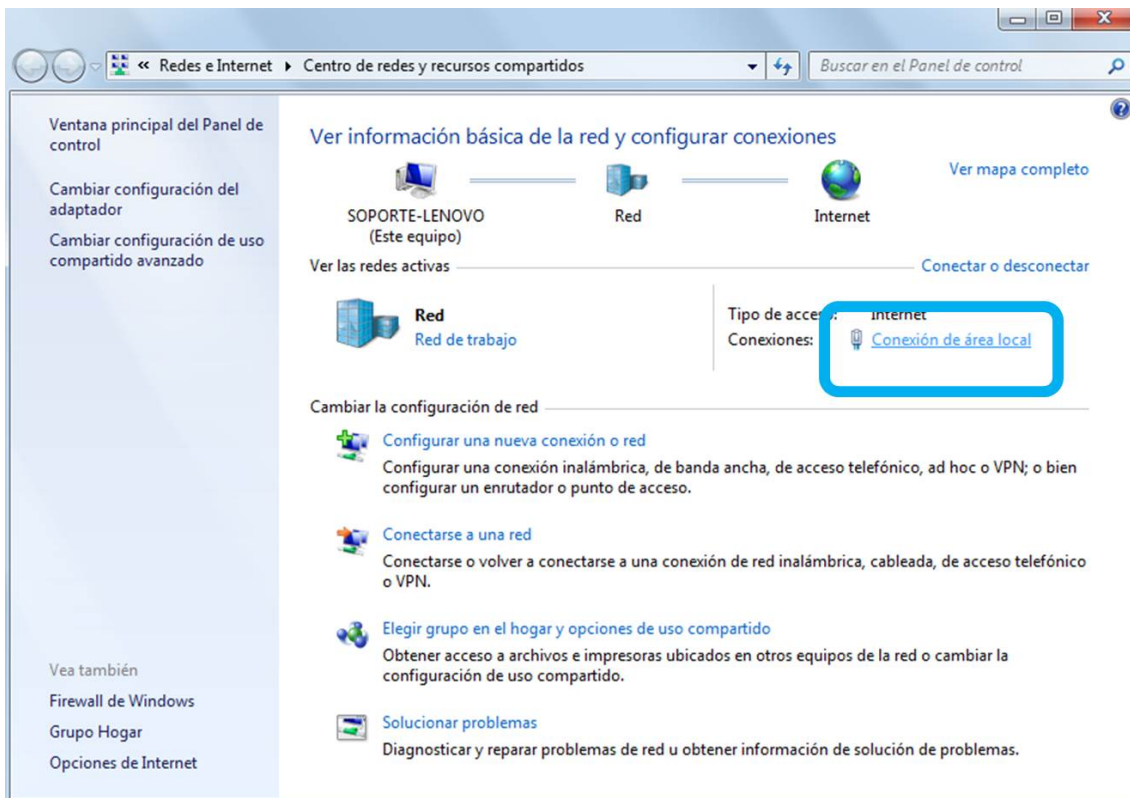 « Redes e Internet ▸ Centro de redes y recursos compartidos
Buscar en el Panel de control
Ventana principal del Panel de
control
Cambiar configuración del
adaptador
Cambiar configuración de uso
compartido avanzado
Ver información básica de la red y configurar conexiones
Ver mapa completo
SOPORTE-LENOVO
(Este equipo)
Red
Internet
Ver las redes activas
Conectar o desconectar
Red
Red de trabajo
Tipo de acceso: Internet
Conexiones: Conexión de área local
Cambiar la configuración de red
Configurar una nueva conexión o red
Configurar una conexión inalámbrica, de banda ancha, de acceso telefónico, ad hoc o VPN; o bien
configurar un enrutador o punto de acceso.
Conectarse a una red
Conectarse o volver a conectarse a una conexión de red inalámbrica, cableada, de acceso telefónico
o VPN.
Elegir grupo en el hogar y opciones de uso compartido
Obtener acceso a archivos e impresoras ubicados en otros equipos de la red o cambiar la
configuración de uso compartido.
Solucionar problemas
Diagnosticar y reparar problemas de red u obtener información de solución de problemas.
Vea también
Firewall de Windows
Grupo Hogar
Opciones de Internet